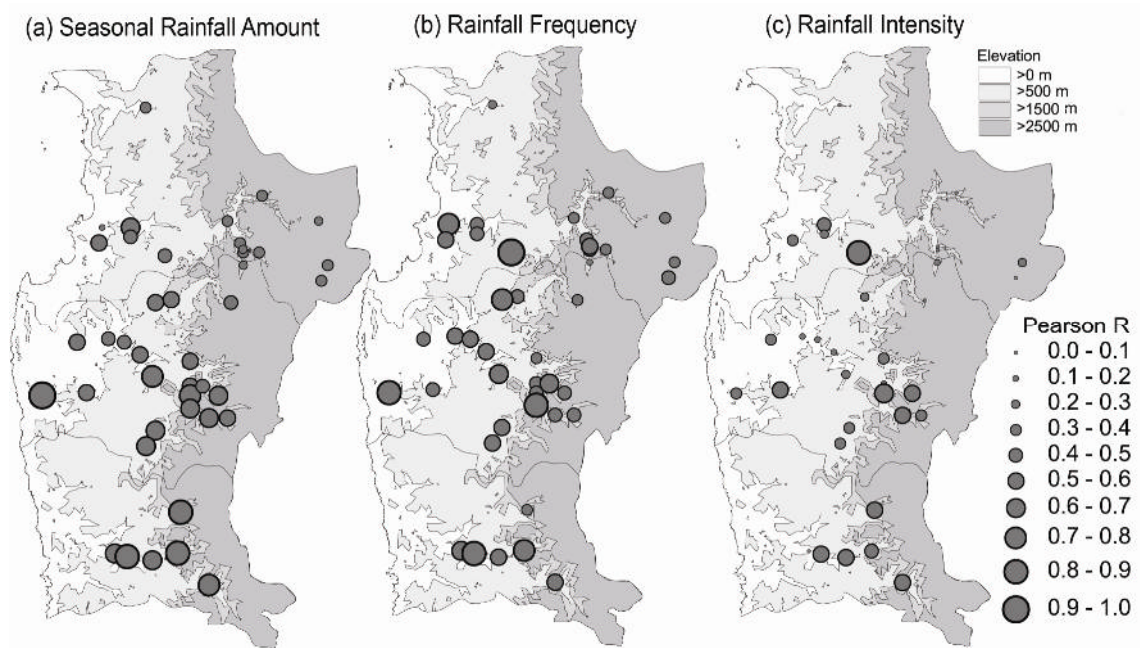 (a) Seasonal Rainfall Amount
(b) Rainfall Frequency
(c) Rainfall Intensity
Elevation
>0 m
>500 m
>1500 m
>2500 m
Pearson R
0.0 - 0.1
0.1 - 0.2
0.2 - 0.3
0.3 - 0.4
0.4 - 0.5
0.5 - 0.6
0.6 - 0.7
0.7 - 0.8
0.8 - 0.9
0.9 - 1.0